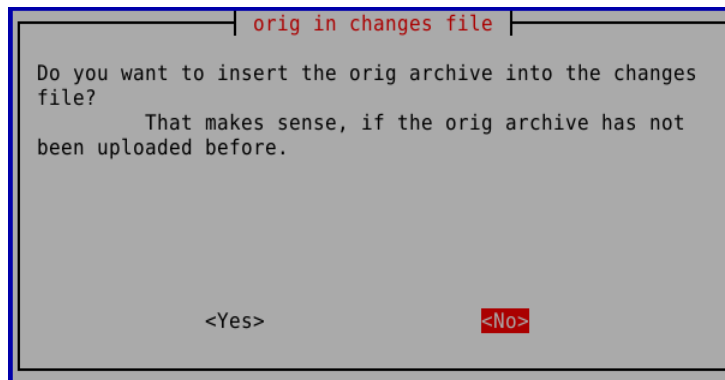 orig in changes file
Do you want to insert the orig archive into the changes
file?
That makes sense, if the orig archive has not
been uploaded before.
<Yes> <No>